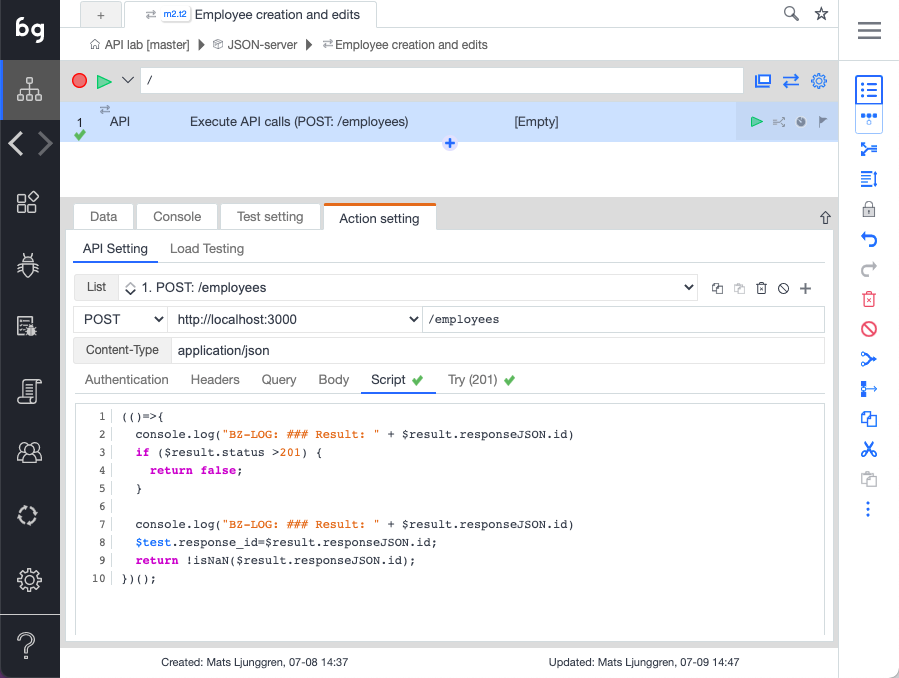 bg
+
m2.t2 Employee creation and edits
API lab [master] JSON-server Employee creation and edits
/
1 API Execute API calls (POST: /employees) [Empty]
Data Console Test setting Action setting
API Setting Load Testing
List 1. POST: /employees
POST http://localhost:3000 /employees
Content-Type application/json
Authentication Headers Query Body Script Try (201)
1 (()=>{
2 console.log("BZ-LOG: ### Result: " + $result.responseJSON.id)
3 if ($result.status >201) {
4 return false;
5 }
6
7 console.log("BZ-LOG: ### Result: " + $result.responseJSON.id)
8 $test.response_id=$result.responseJSON.id;
9 return !isNaN($result.responseJSON.id);
10 })();
Created: Mats Ljunggren, 07-08 14:37 Updated: Mats Ljunggren, 07-09 14:47